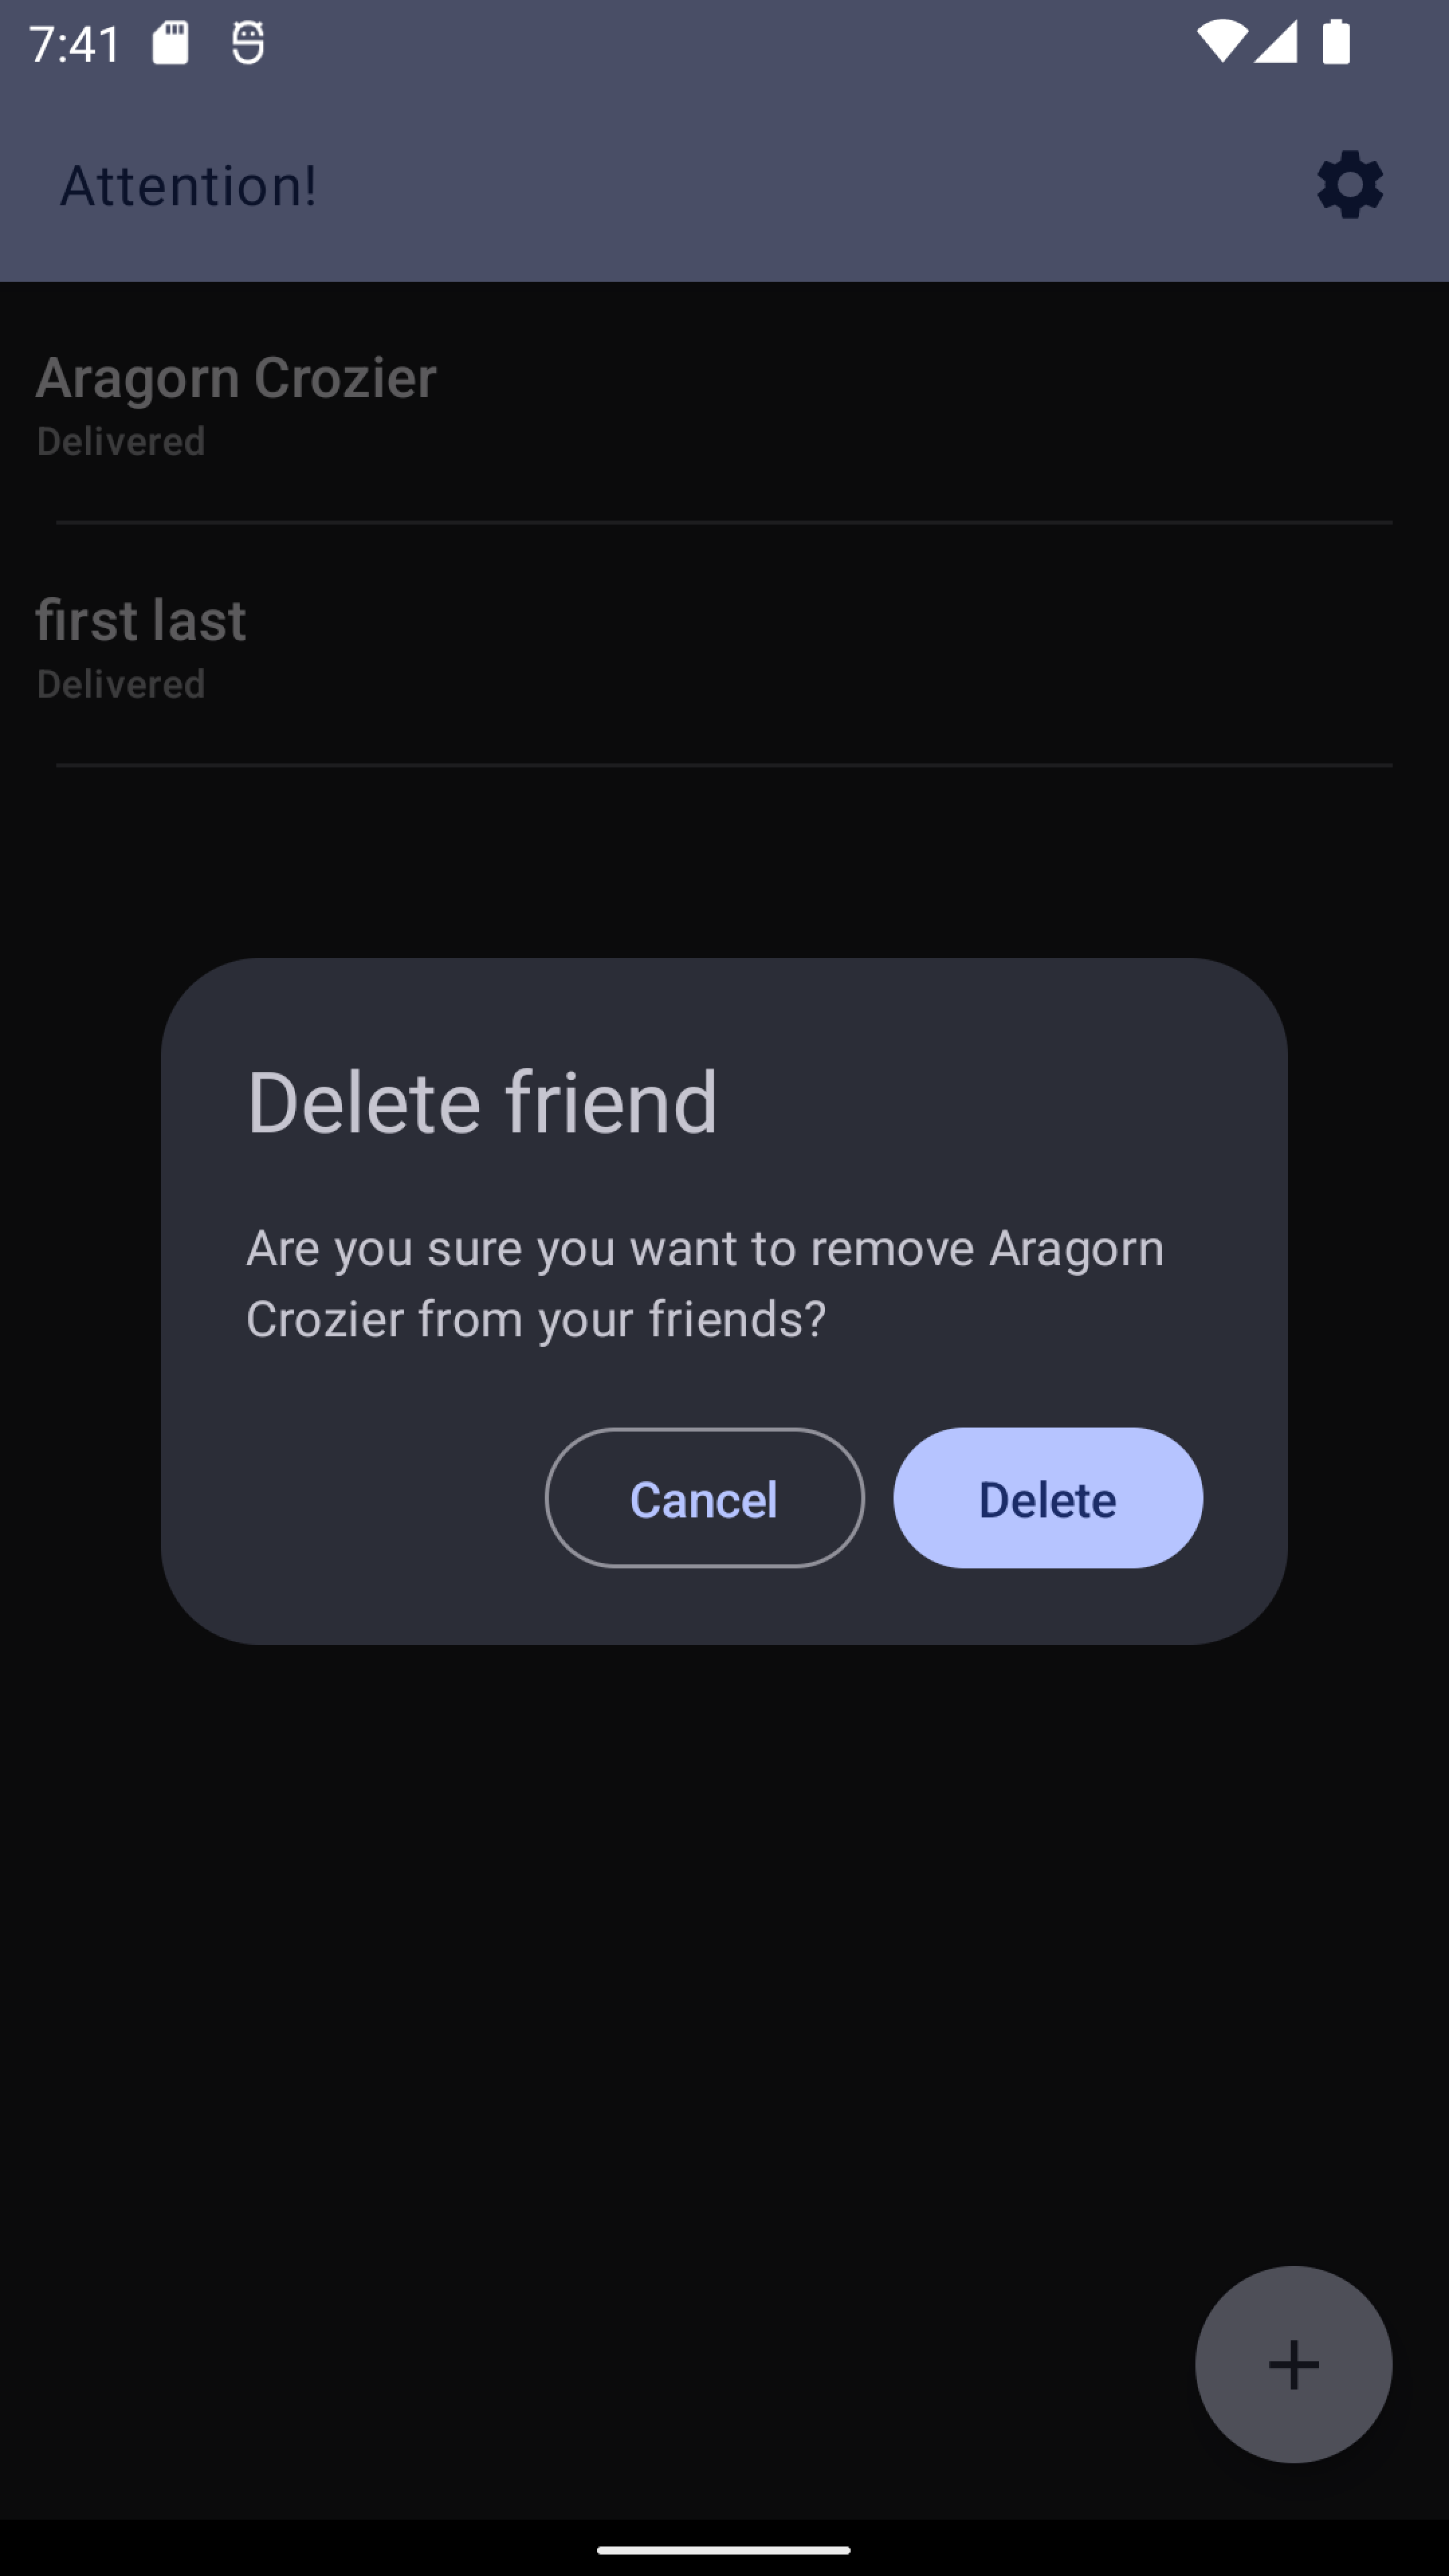 7:41
Attention!
Aragorn Crozier
Delivered
first last
Delivered
Delete friend
Are you sure you want to remove Aragorn
Crozier from your friends?
Cancel
Delete